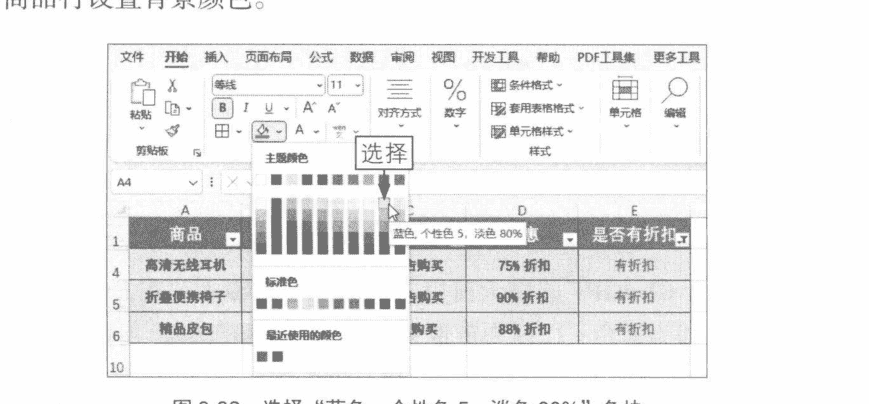 商品行设置背景颜色。
文件 开始 插入 页面布局 公式 数据 审阅 视图 开发工具 帮助 PDF工具集 更多工具
等线 11
B I U A^ A˅
粘贴
剪贴板
A
对齐方式
%
数字
条件格式
套用表格格式
单元格样式
样式
单元格
编辑
主题颜色
选择
A4
A D E
1 商品 惠 是否有折扣
蓝色, 个性色 5, 淡色 80%
4 高清无线耳机 购买 75% 折扣 有折扣
标准色
5 折叠便携椅子 购买 90% 折扣 有折扣
6 精品皮包 购买 88% 折扣 有折扣
最近使用的颜色
10